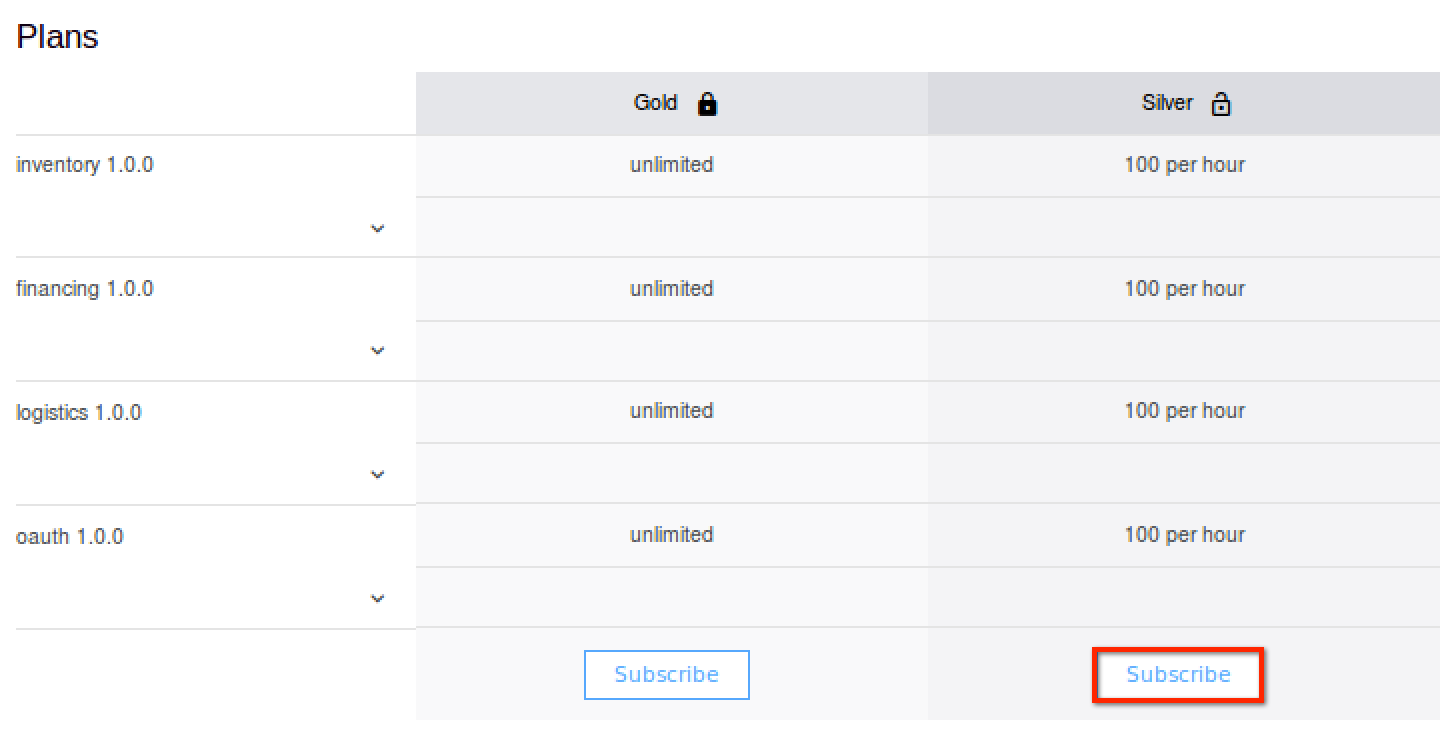 Plans
Gold Silver
inventory 1.0.0 unlimited 100 per hour
financing 1.0.0 unlimited 100 per hour
logistics 1.0.0 unlimited 100 per hour
oauth 1.0.0 unlimited 100 per hour
Subscribe Subscribe